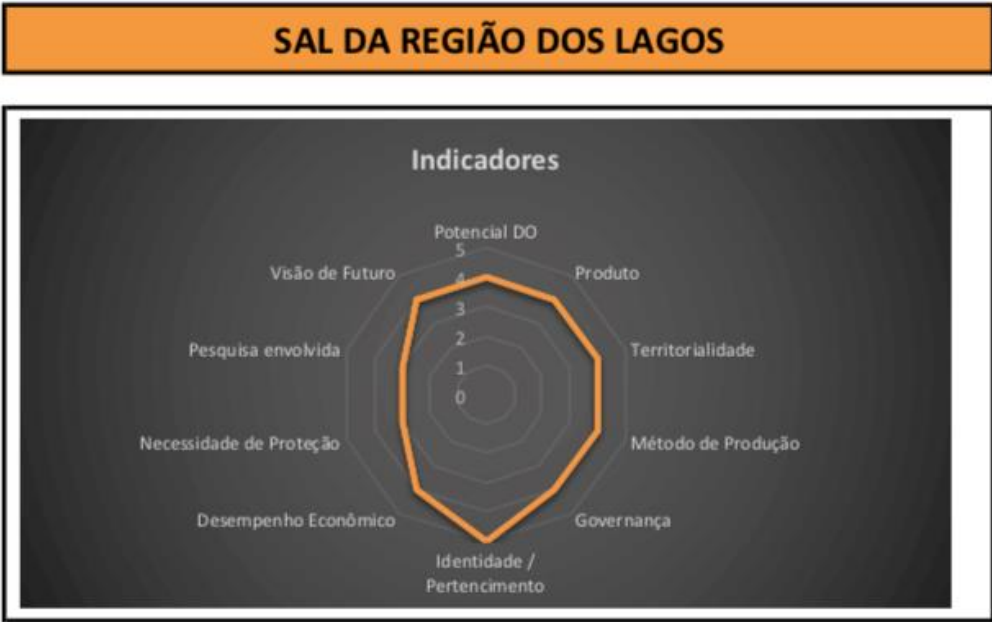 SAL DA REGIÃO DOS LAGOS
Indicadores
Potencial DO
Produto
Territorialidade
Método de Produção
Governança
Identidade /
Pertencimento
Desempenho Econômico
Necessidade de Proteção
Pesquisa envolvida
Visão de Futuro
5
4
3
2
1
0